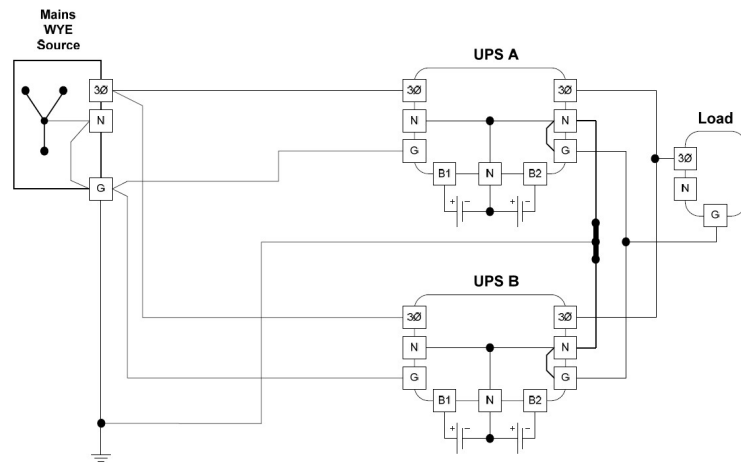 Mains
WYE
Source
3Ø
N
G
UPS A
3Ø
N
G
B1
N
B2
3Ø
N
G
+
−
+
−
Load
3Ø
N
G
UPS B
3Ø
N
G
B1
N
B2
3Ø
N
G
+
−
+
−